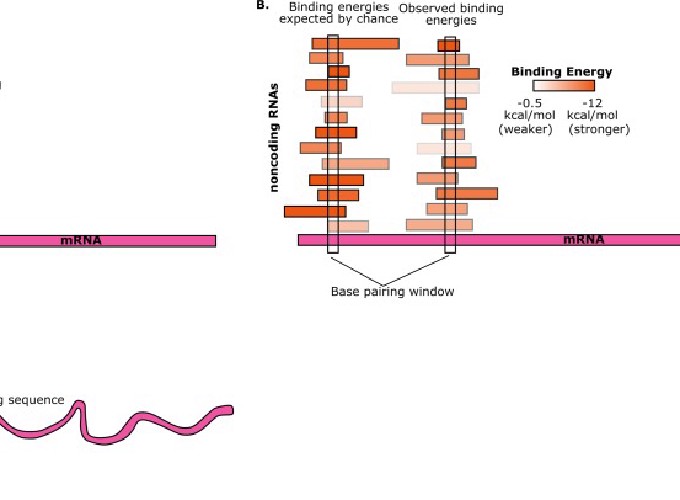 B.
Binding energies
expected by chance
Observed binding
energies
noncoding RNAs
Binding Energy
-0.5
kcal/mol
(weaker)
-12
kcal/mol
(stronger)
mRNA
mRNA
Base pairing window
sequence